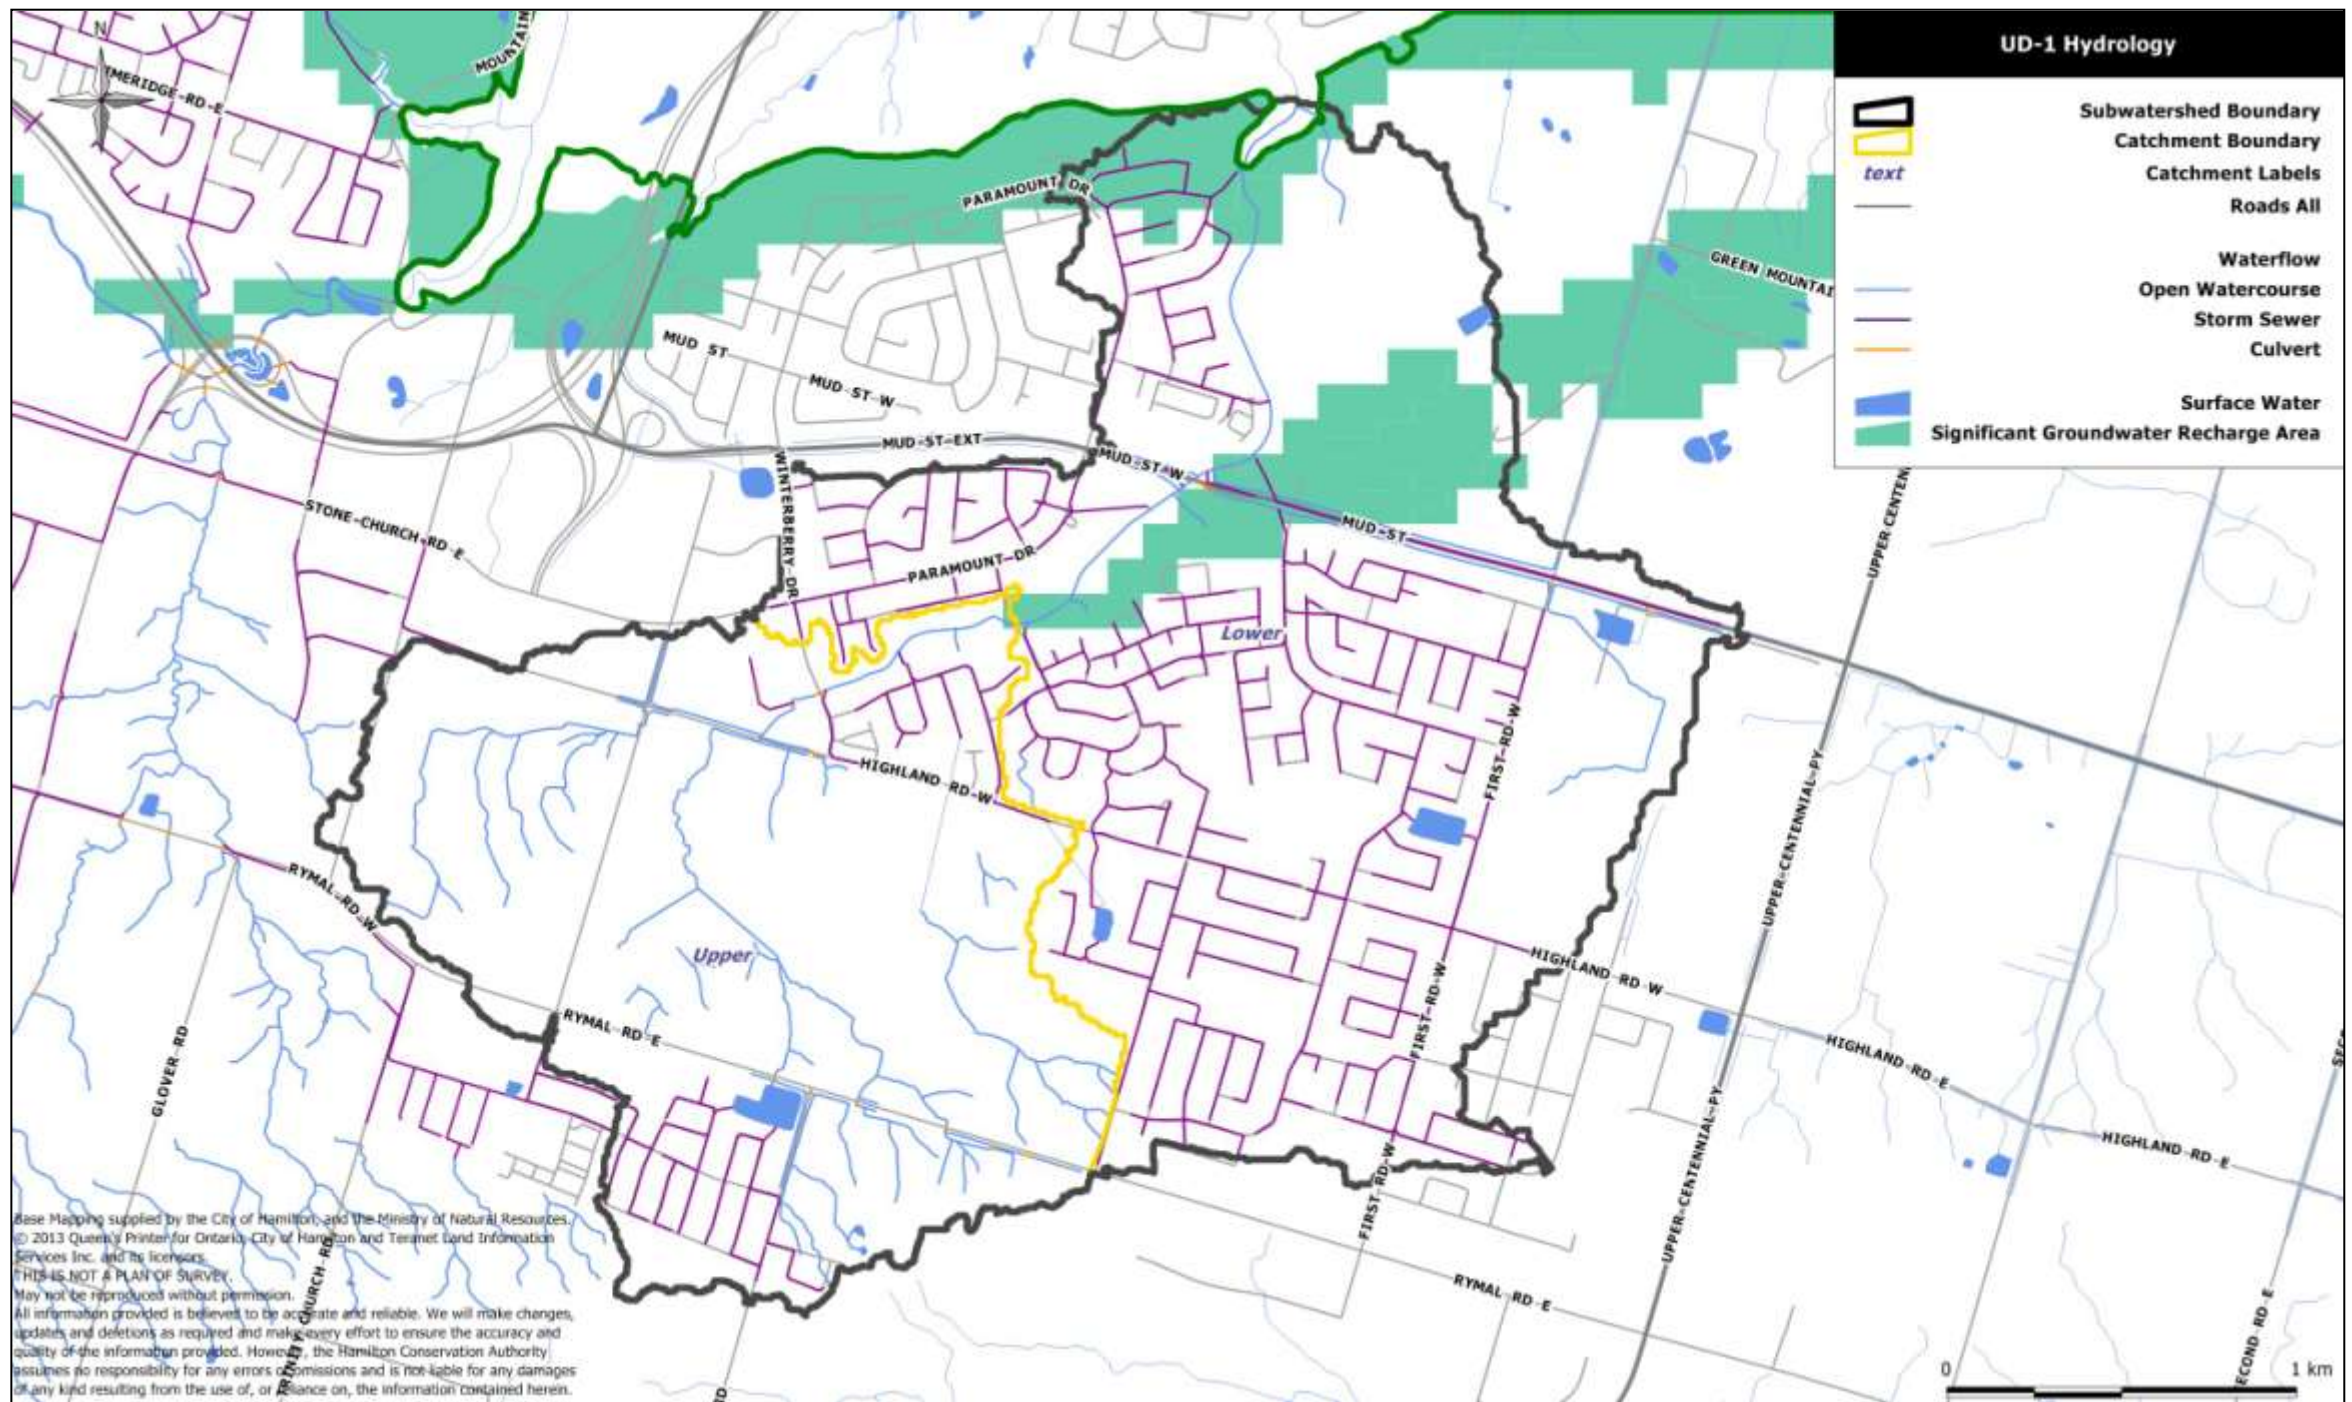 UD-1 Hydrology
Subwatershed Boundary
Catchment Boundary
text
Catchment Labels
Roads All
Waterflow
Open Watercourse
Storm Sewer
Culvert
Surface Water
Significant Groundwater Recharge Area
N
MERIDGE-RD-E
MOUNTAIN
PARAMOUNT DR
GREEN MOUNTAI
MUD ST
MUD-ST-W
MUD-ST-EXT
MUD-ST-W
WINTERBERRY-DR
STONE-CHURCH-RD-E
MUD-ST
UPPER-CENTEN
PARAMOUNT-DR
Lower
FIRST-RD-W
HIGHLAND-RD-W
UPPER-CENTENNIAL-PY
RYMAL-RD-W
Upper
HIGHLAND-RD-W
FIRST-RD-W
RYMAL-RD-E
HIGHLAND-RD-E
GLOVER-RD
HIGHLAND-RD-E
UPPER-CENTENNIAL-PY
FIRST-RD-W
RYMAL RD E
TRINITY CHURCH-RD
SECOND RD E
RD
0
1 km
Base Mapping supplied by the City of Hamilton, and the Ministry of Natural Resources.
© 2013 Queen's Printer for Ontario, City of Hamilton and Teranet Land Information
Services Inc. and its licensors.
THIS IS NOT A PLAN OF SURVEY.
May not be reproduced without permission.
All information provided is believed to be accurate and reliable. We will make changes,
updates and deletions as required and make every effort to ensure the accuracy and
quality of the information provided. However, the Hamilton Conservation Authority
assumes no responsibility for any errors or omissions and is not liable for any damages
of any kind resulting from the use of, or reliance on, the information contained herein.